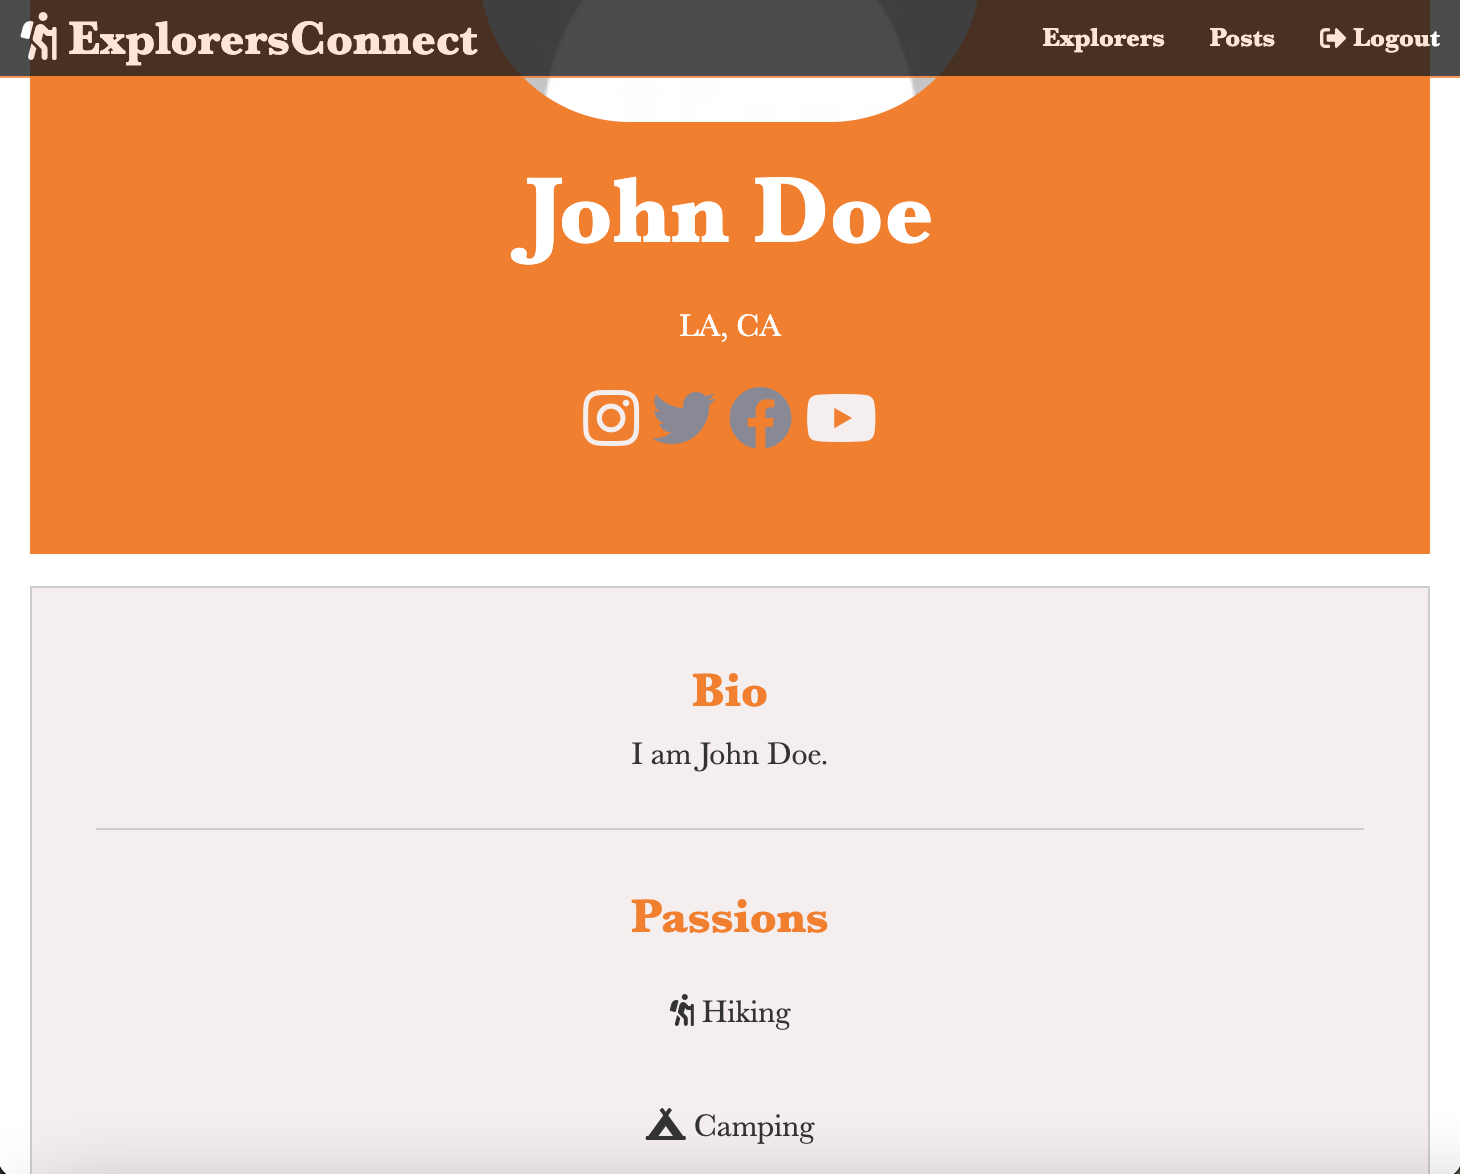 ExplorersConnect
Explorers Posts Logout
John Doe
LA, CA
Bio
I am John Doe.
Passions
Hiking
Camping